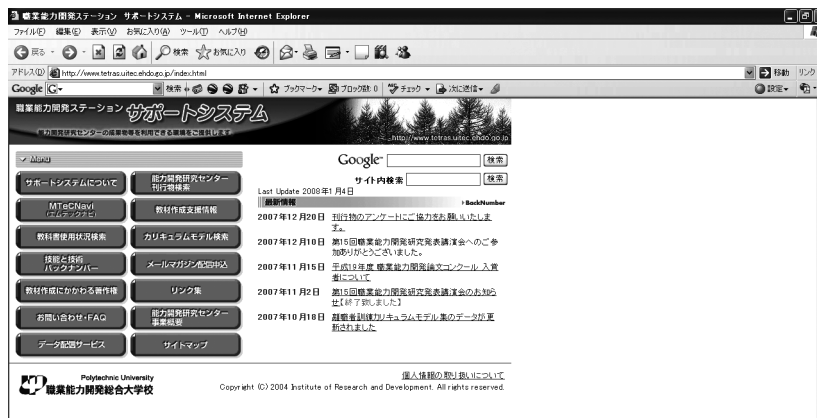 職業能力開発ステーション サポートシステム - Microsoft Internet Explorer
ファイル(F) 編集(E) 表示(V) お気に入り(A) ツール(T) ヘルプ(H)
戻る 検索 お気に入り
アドレス(D) http://www.tetras.uitec.ehdo.go.jp/index.html 移動 リンク
Google G 検索 ブックマーク ブロック数: 0 チェック 次に送信 設定
職業能力開発ステーション サポートシステム
能力開発研究センターの成果物等を利用できる環境をご提供します
http://www.tetras.uitec.ehdo.go.jp
Menu
サポートシステムについて 能力開発研究センター
刊行物検索
MTeCNavi
(エムテックナビ) 教材作成支援情報
教科書使用状況検索 カリキュラムモデル検索
技能と技術
バックナンバー メールマガジン配信申込
教材作成にかかわる著作権 リンク集
お問い合わせ・FAQ 能力開発研究センター
事業概要
データ配信サービス サイトマップ
Google 検索
サイト内検索 検索
Last Update 2008年1月4日
最新情報 BackNumber
2007年12月20日 刊行物のアンケートにご協力をお願いいたしま
す。
2007年12月10日 第15回職業能力開発研究発表講演会へのご参
加ありがとうございました。
2007年11月15日 平成19年度 職業能力開発論文コンクール 入賞
者について
2007年11月2日 第15回職業能力開発研究発表講演会のお知ら
せ【終了致しました】
2007年10月18日 離職者訓練カリキュラムモデル集のデータが更
新されました
個人情報の取り扱いについて
Polytechnic University
職業能力開発総合大学校
Copyright (C) 2004 Institute of Research and Development. All rights reserved.